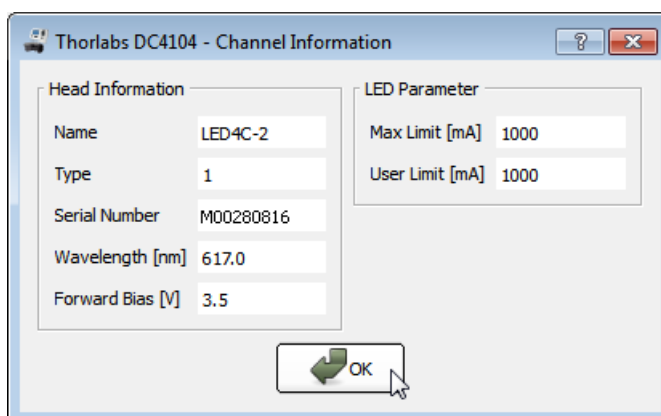 Thorlabs DC4104 - Channel Information
?
Head Information
Name LED4C-2
Type 1
Serial Number M00280816
Wavelength [nm] 617.0
Forward Bias [V] 3.5
LED Parameter
Max Limit [mA] 1000
User Limit [mA] 1000
OK